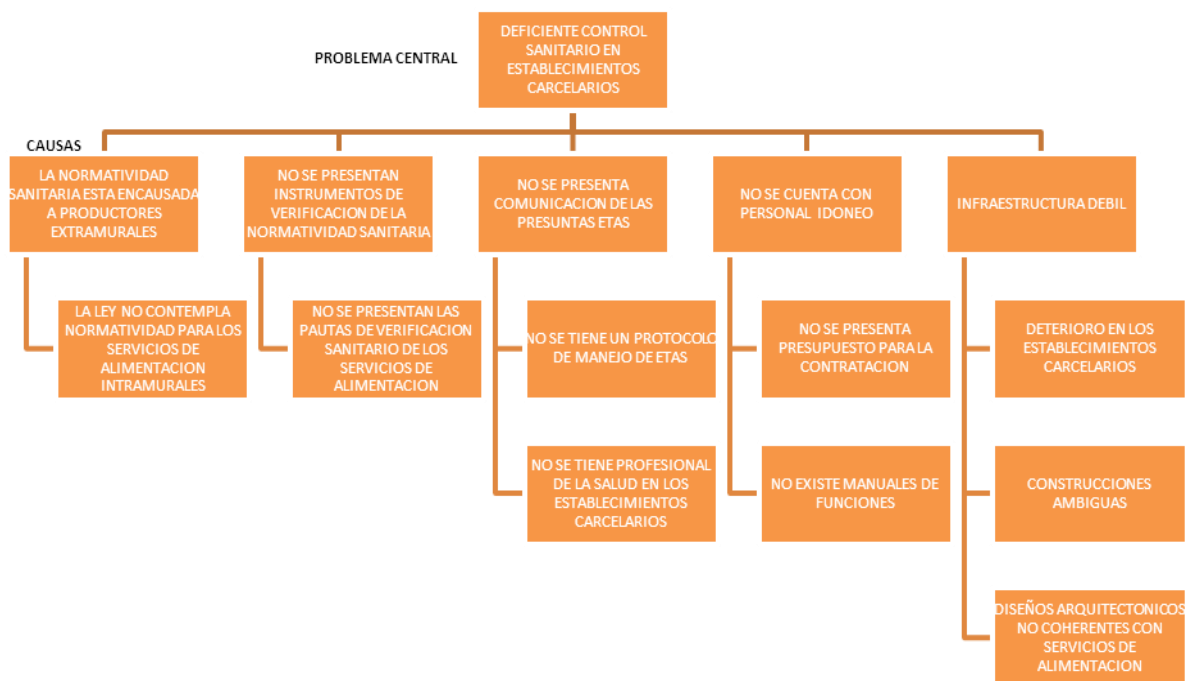 DEFICIENTE CONTROL
SANITARIO EN
ESTABLECIMIENTOS
CARCELARIOS
PROBLEMA CENTRAL
CAUSAS
LA NORMATIVIDAD
SANITARIA ESTA ENCAUSADA
A PRODUCTORES
EXTRAMURALES
NO SE PRESENTAN
INSTRUMENTOS DE
VERIFICACION DE LA
NORMATIVIDAD SANITARIA
NO SE PRESENTA
COMUNICACION DE LAS
PRESUNTAS ETAS
NO SE CUENTA CON
PERSONAL IDONEO
INFRAESTRUCTURA DEBIL
LA LEY NO CONTEMPLA
NORMATIVIDAD PARA LOS
SERVICIOS DE
ALIMENTACION
INTRAMURALES
NO SE PRESENTAN LAS
PAUTAS DE VERIFICACION
SANITARIO DE LOS
SERVICIOS DE
ALIMENTACION
NO SE TIENE UN PROTOCOLO
DE MANEJO DE ETAS
NO SE PRESENTA
PRESUPUESTO PARA LA
CONTRATACION
DETERIORO EN LOS
ESTABLECIMIENTOS
CARCELARIOS
NO SE TIENE PROFESIONAL
DE LA SALUD EN LOS
ESTABLECIMIENTOS
CARCELARIOS
NO EXISTE MANUALES DE
FUNCIONES
CONSTRUCCIONES
AMBIGUAS
DISEÑOS ARQUITECTONICOS
NO COHERENTES CON
SERVICIOS DE
ALIMENTACION